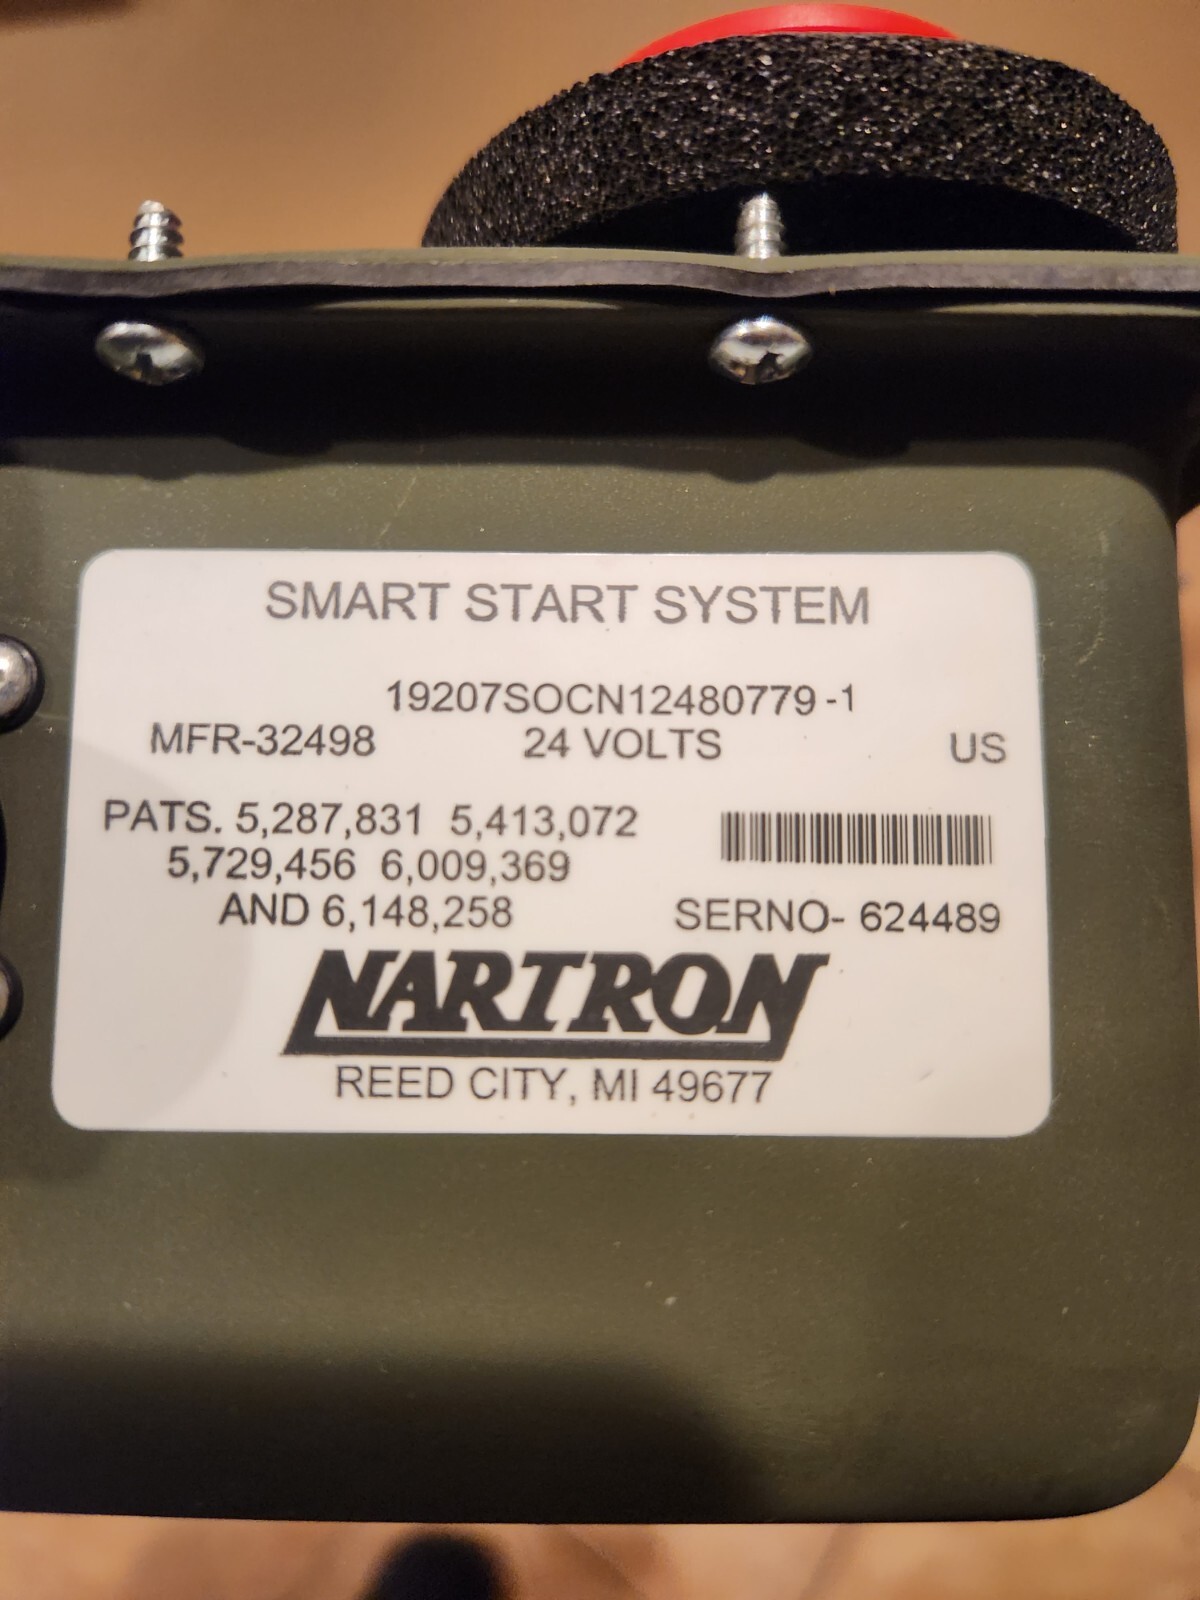 SMART START SYSTEM
19207SOCN12480779-1
MFR-32498 24 VOLTS US
PATS. 5,287,831 5,413,072
5,729,456 6,009,369
AND 6,148,258 SERNO- 624489
NARTRON
REED CITY, MI 49677